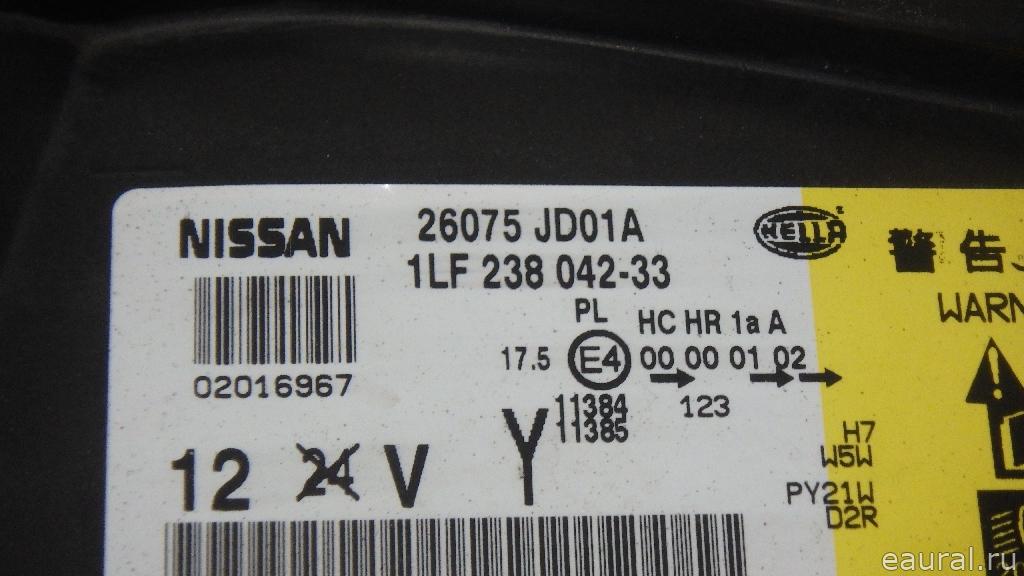 NISSAN
26075 JD01A
1LF 238 042-33
HELLA
警告
PL
HC HR 1a A
17.5
E4
00 00 01 02
02016967
11384
11385
123
12 24 V
Y
H7
W5W
PY21W
D2R
eaural.ru